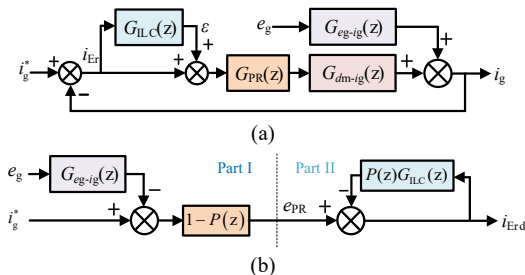 G_ILC(z) ε e_g G_eg-ig(z)
i_g^* + i_Er + + + G_PR(z) G_dm-ig(z) + + i_g
−
(a)
e_g G_eg-ig(z) Part I Part II P(z)G_ILC(z)
− −
i_g^* + 1−P(z) e_PR + i_Erd
(b)